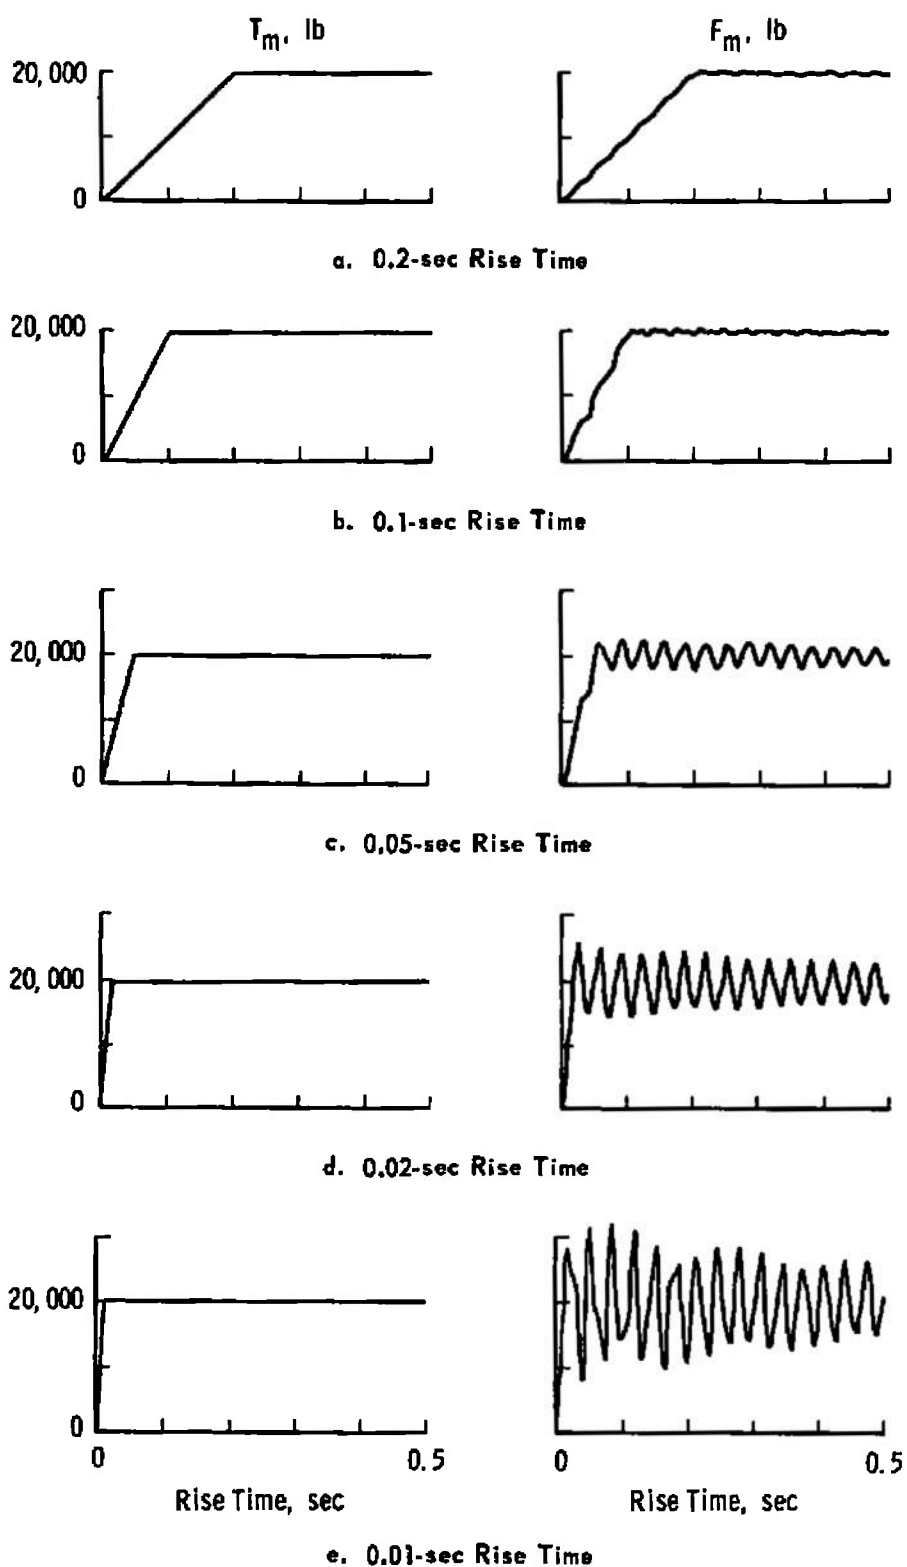 T_m, lb
F_m, lb
20,000
0
a. 0.2-sec Rise Time
20,000
0
b. 0.1-sec Rise Time
20,000
0
c. 0.05-sec Rise Time
20,000
0
d. 0.02-sec Rise Time
20,000
0
0 0.5 0 0.5
Rise Time, sec Rise Time, sec
e. 0.01-sec Rise Time